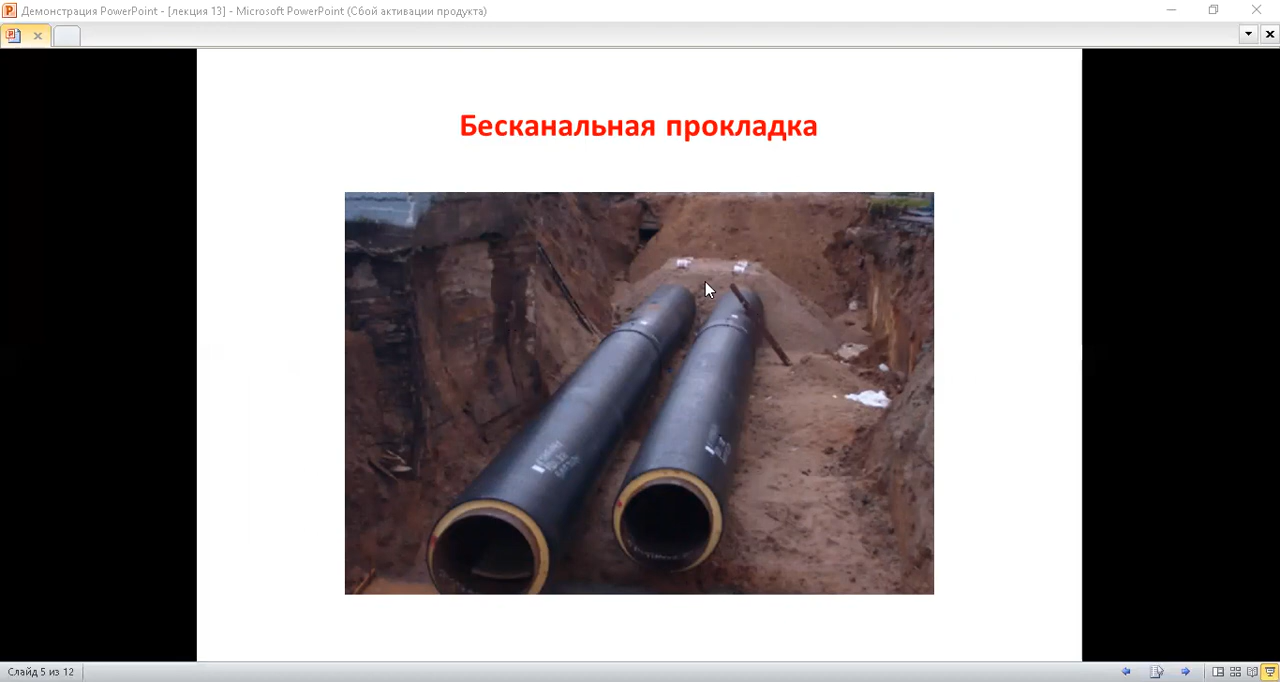 Демонстрация PowerPoint - [лекция 13] - Microsoft PowerPoint (Сбой активации продукта)
Бесканальная прокладка
Слайд 5 из 12